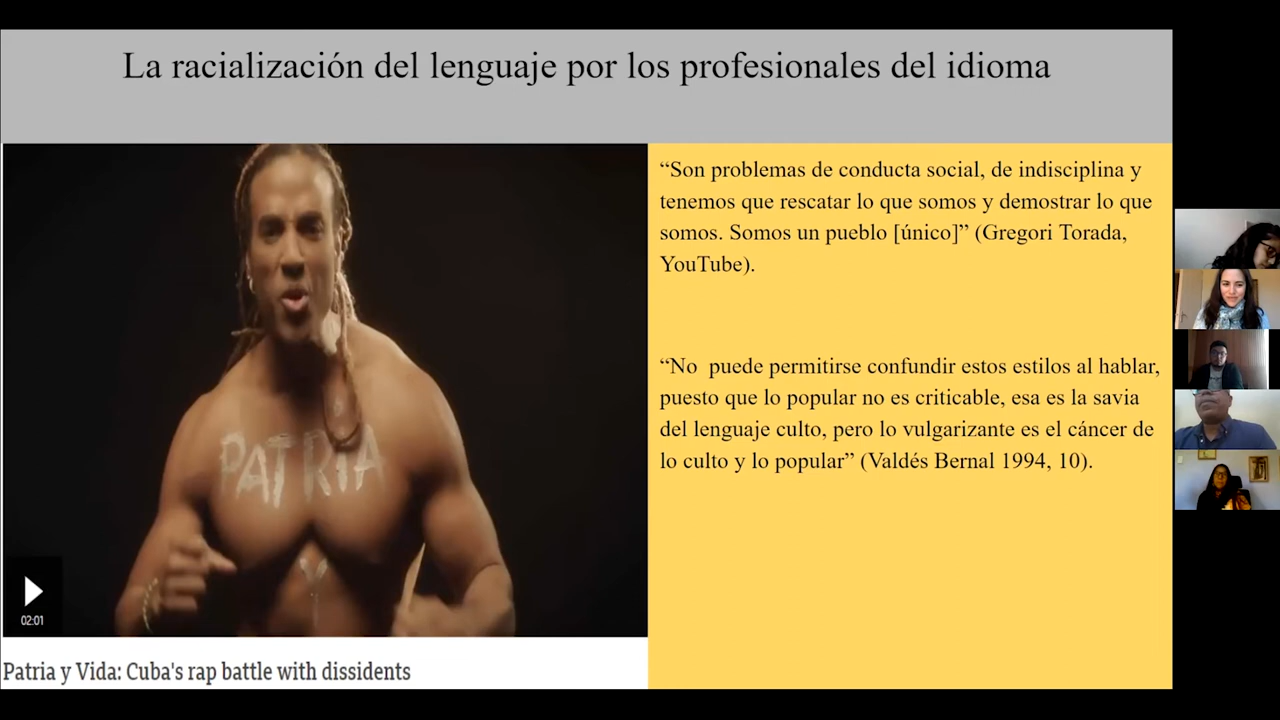 La racialización del lenguaje por los profesionales del idioma
PATRIA
Y
02:01
Patria y Vida: Cuba's rap battle with dissidents
“Son problemas de conducta social, de indisciplina y
tenemos que rescatar lo que somos y demostrar lo que
somos. Somos un pueblo [único]” (Gregori Torada,
YouTube).
“No puede permitirse confundir estos estilos al hablar,
puesto que lo popular no es criticable, esa es la savia
del lenguaje culto, pero lo vulgarizante es el cáncer de
lo culto y lo popular” (Valdés Bernal 1994, 10).